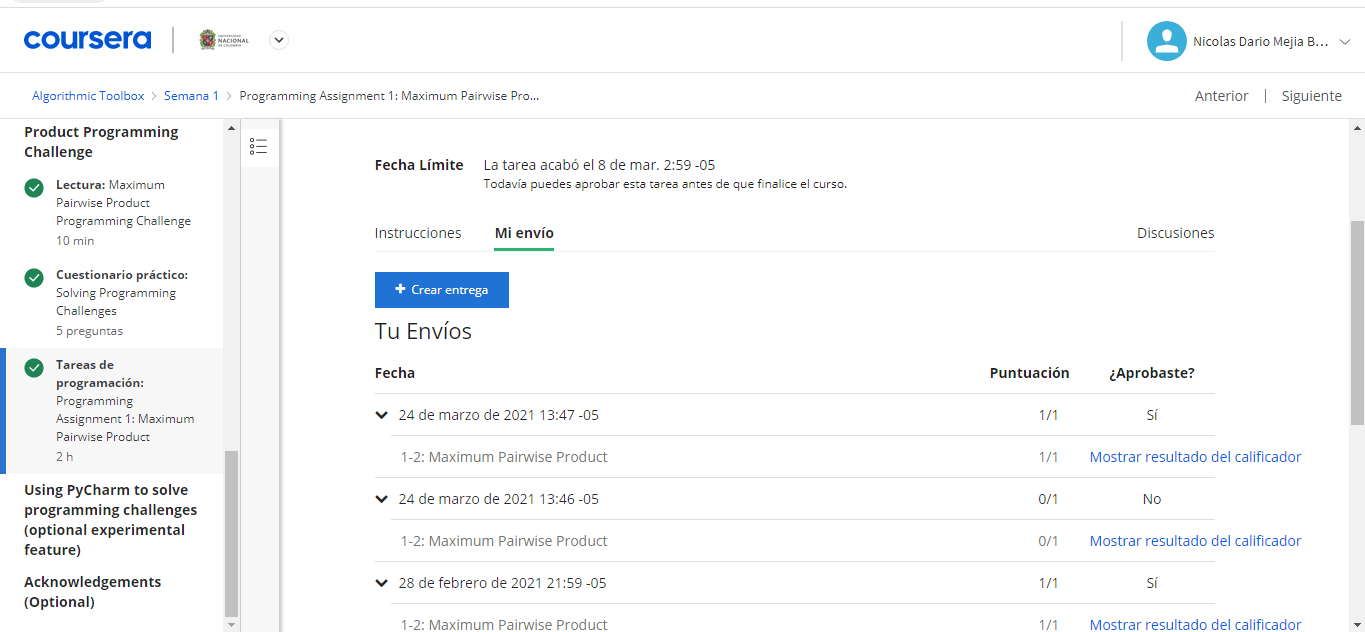 coursera
UNIVERSIDAD
NACIONAL
DE COLOMBIA
Nicolas Dario Mejia B...
Algorithmic Toolbox > Semana 1 > Programming Assignment 1: Maximum Pairwise Pro...
Anterior | Siguiente
Product Programming
Challenge
Lectura: Maximum
Pairwise Product
Programming Challenge
10 min
Cuestionario práctico:
Solving Programming
Challenges
5 preguntas
Tareas de
programación:
Programming
Assignment 1: Maximum
Pairwise Product
2 h
Using PyCharm to solve
programming challenges
(optional experimental
feature)
Acknowledgements
(Optional)
Fecha Límite La tarea acabó el 8 de mar. 2:59 -05
Todavía puedes aprobar esta tarea antes de que finalice el curso.
Instrucciones Mi envío Discusiones
+ Crear entrega
Tu Envíos
Fecha Puntuación ¿Aprobaste?
24 de marzo de 2021 13:47 -05 1/1 Sí
1-2: Maximum Pairwise Product 1/1 Mostrar resultado del calificador
24 de marzo de 2021 13:46 -05 0/1 No
1-2: Maximum Pairwise Product 0/1 Mostrar resultado del calificador
28 de febrero de 2021 21:59 -05 1/1 Sí
1-2: Maximum Pairwise Product 1/1 Mostrar resultado del calificador